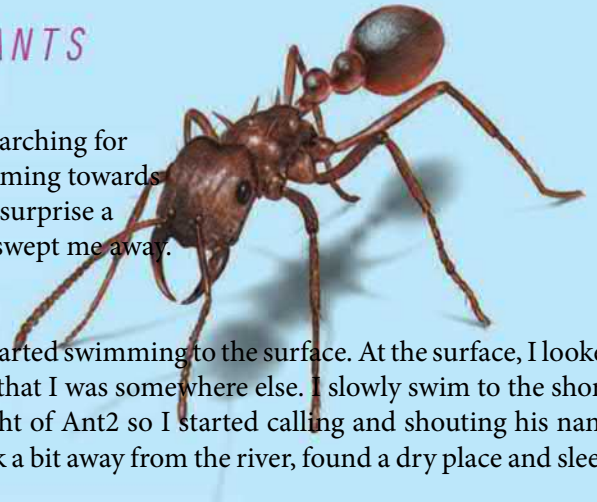 ANTS
arching for
ming towards
surprise a
swept me away.
arted swimming to the surface. At the surface, I looke
that I was somewhere else. I slowly swim to the shor
ht of Ant2 so I started calling and shouting his nam
k a bit away from the river, found a dry place and slee